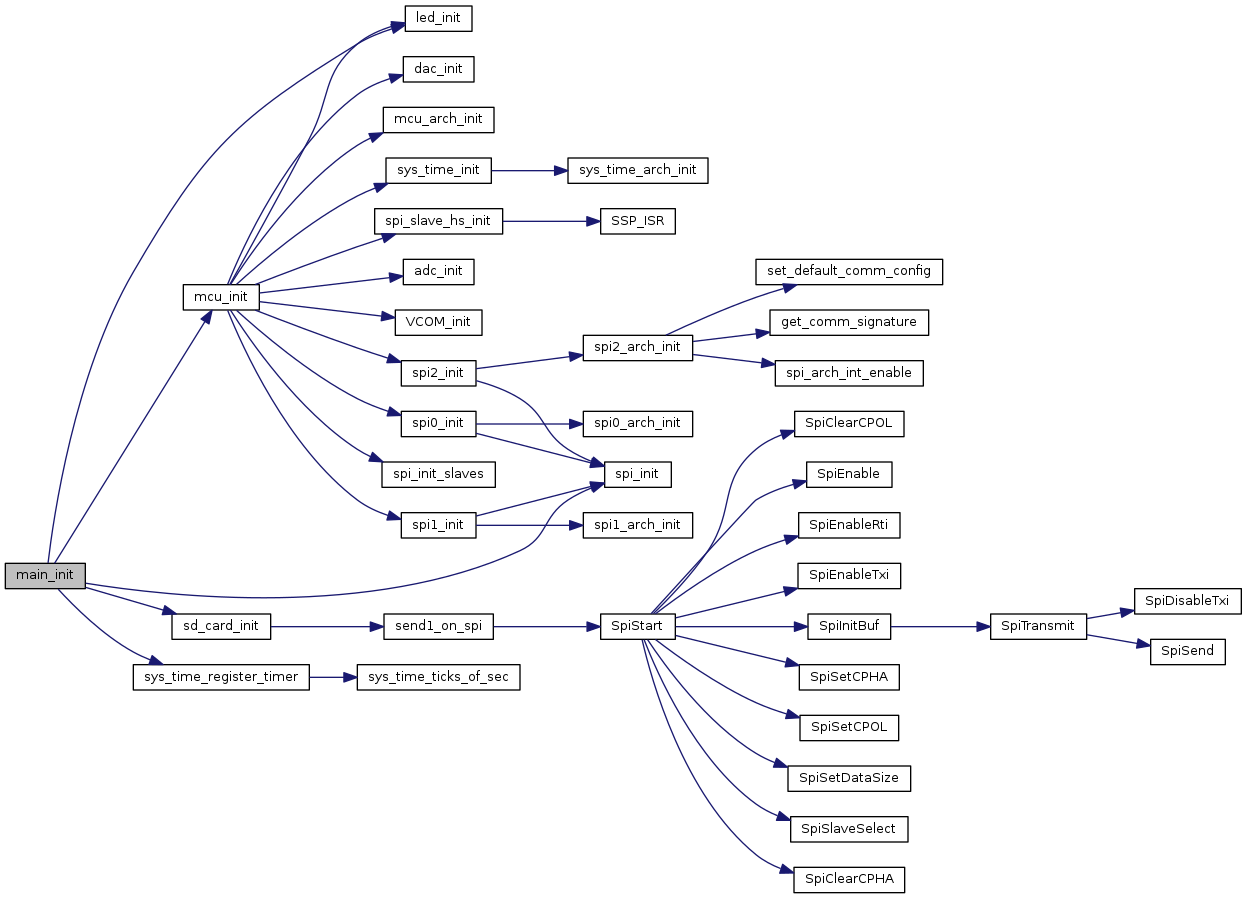 led_init
dac_init
mcu_arch_init
sys_time_init
sys_time_arch_init
spi_slave_hs_init
SSP_ISR
adc_init
set_default_comm_config
mcu_init
VCOM_init
get_comm_signature
spi2_arch_init
spi2_init
spi_arch_int_enable
spi0_init
spi0_arch_init
SpiClearCPOL
spi_init_slaves
spi_init
SpiEnable
spi1_init
spi1_arch_init
SpiEnableRti
main_init
SpiEnableTxi
SpiDisableTxi
sd_card_init
send1_on_spi
SpiStart
SpiInitBuf
SpiTransmit
SpiSend
sys_time_register_timer
sys_time_ticks_of_sec
SpiSetCPHA
SpiSetCPOL
SpiSetDataSize
SpiSlaveSelect
SpiClearCPHA